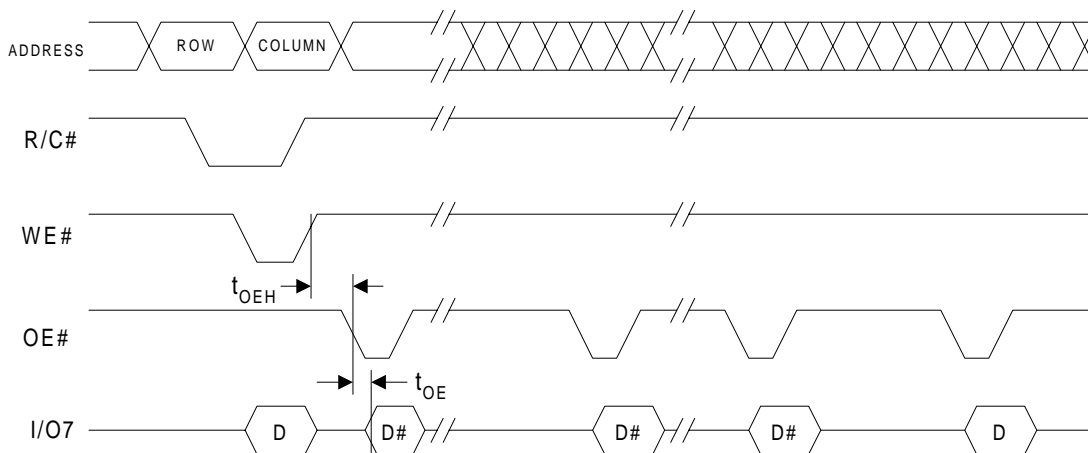 ADDRESS ROW COLUMN
R/C#
WE#
tOEH
OE#
tOE
I/O7 D D# D# D# D